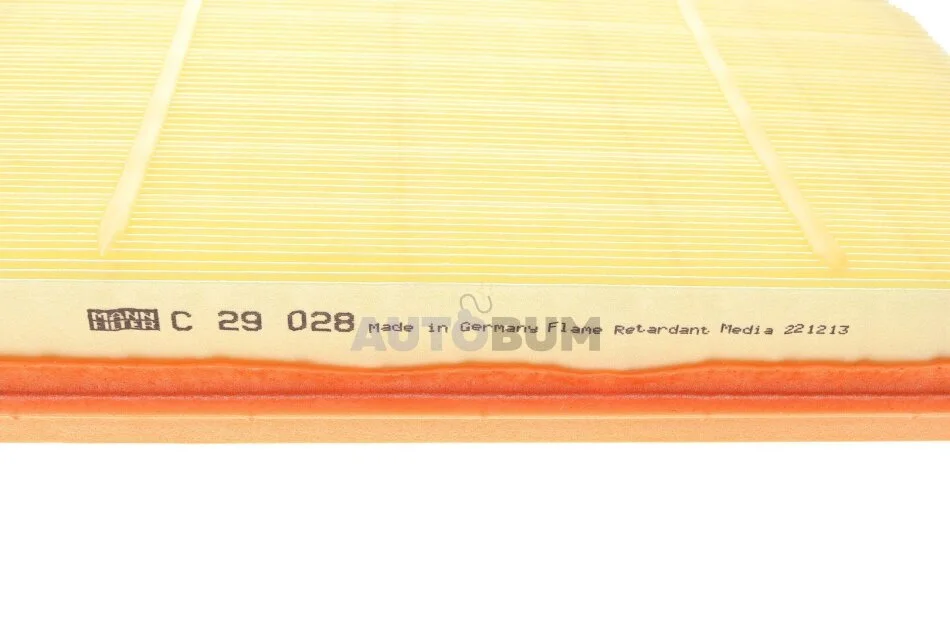 MANN FILTER C 29 028 Made in Germany Flame Retardant Media 221213
AUTOBUM